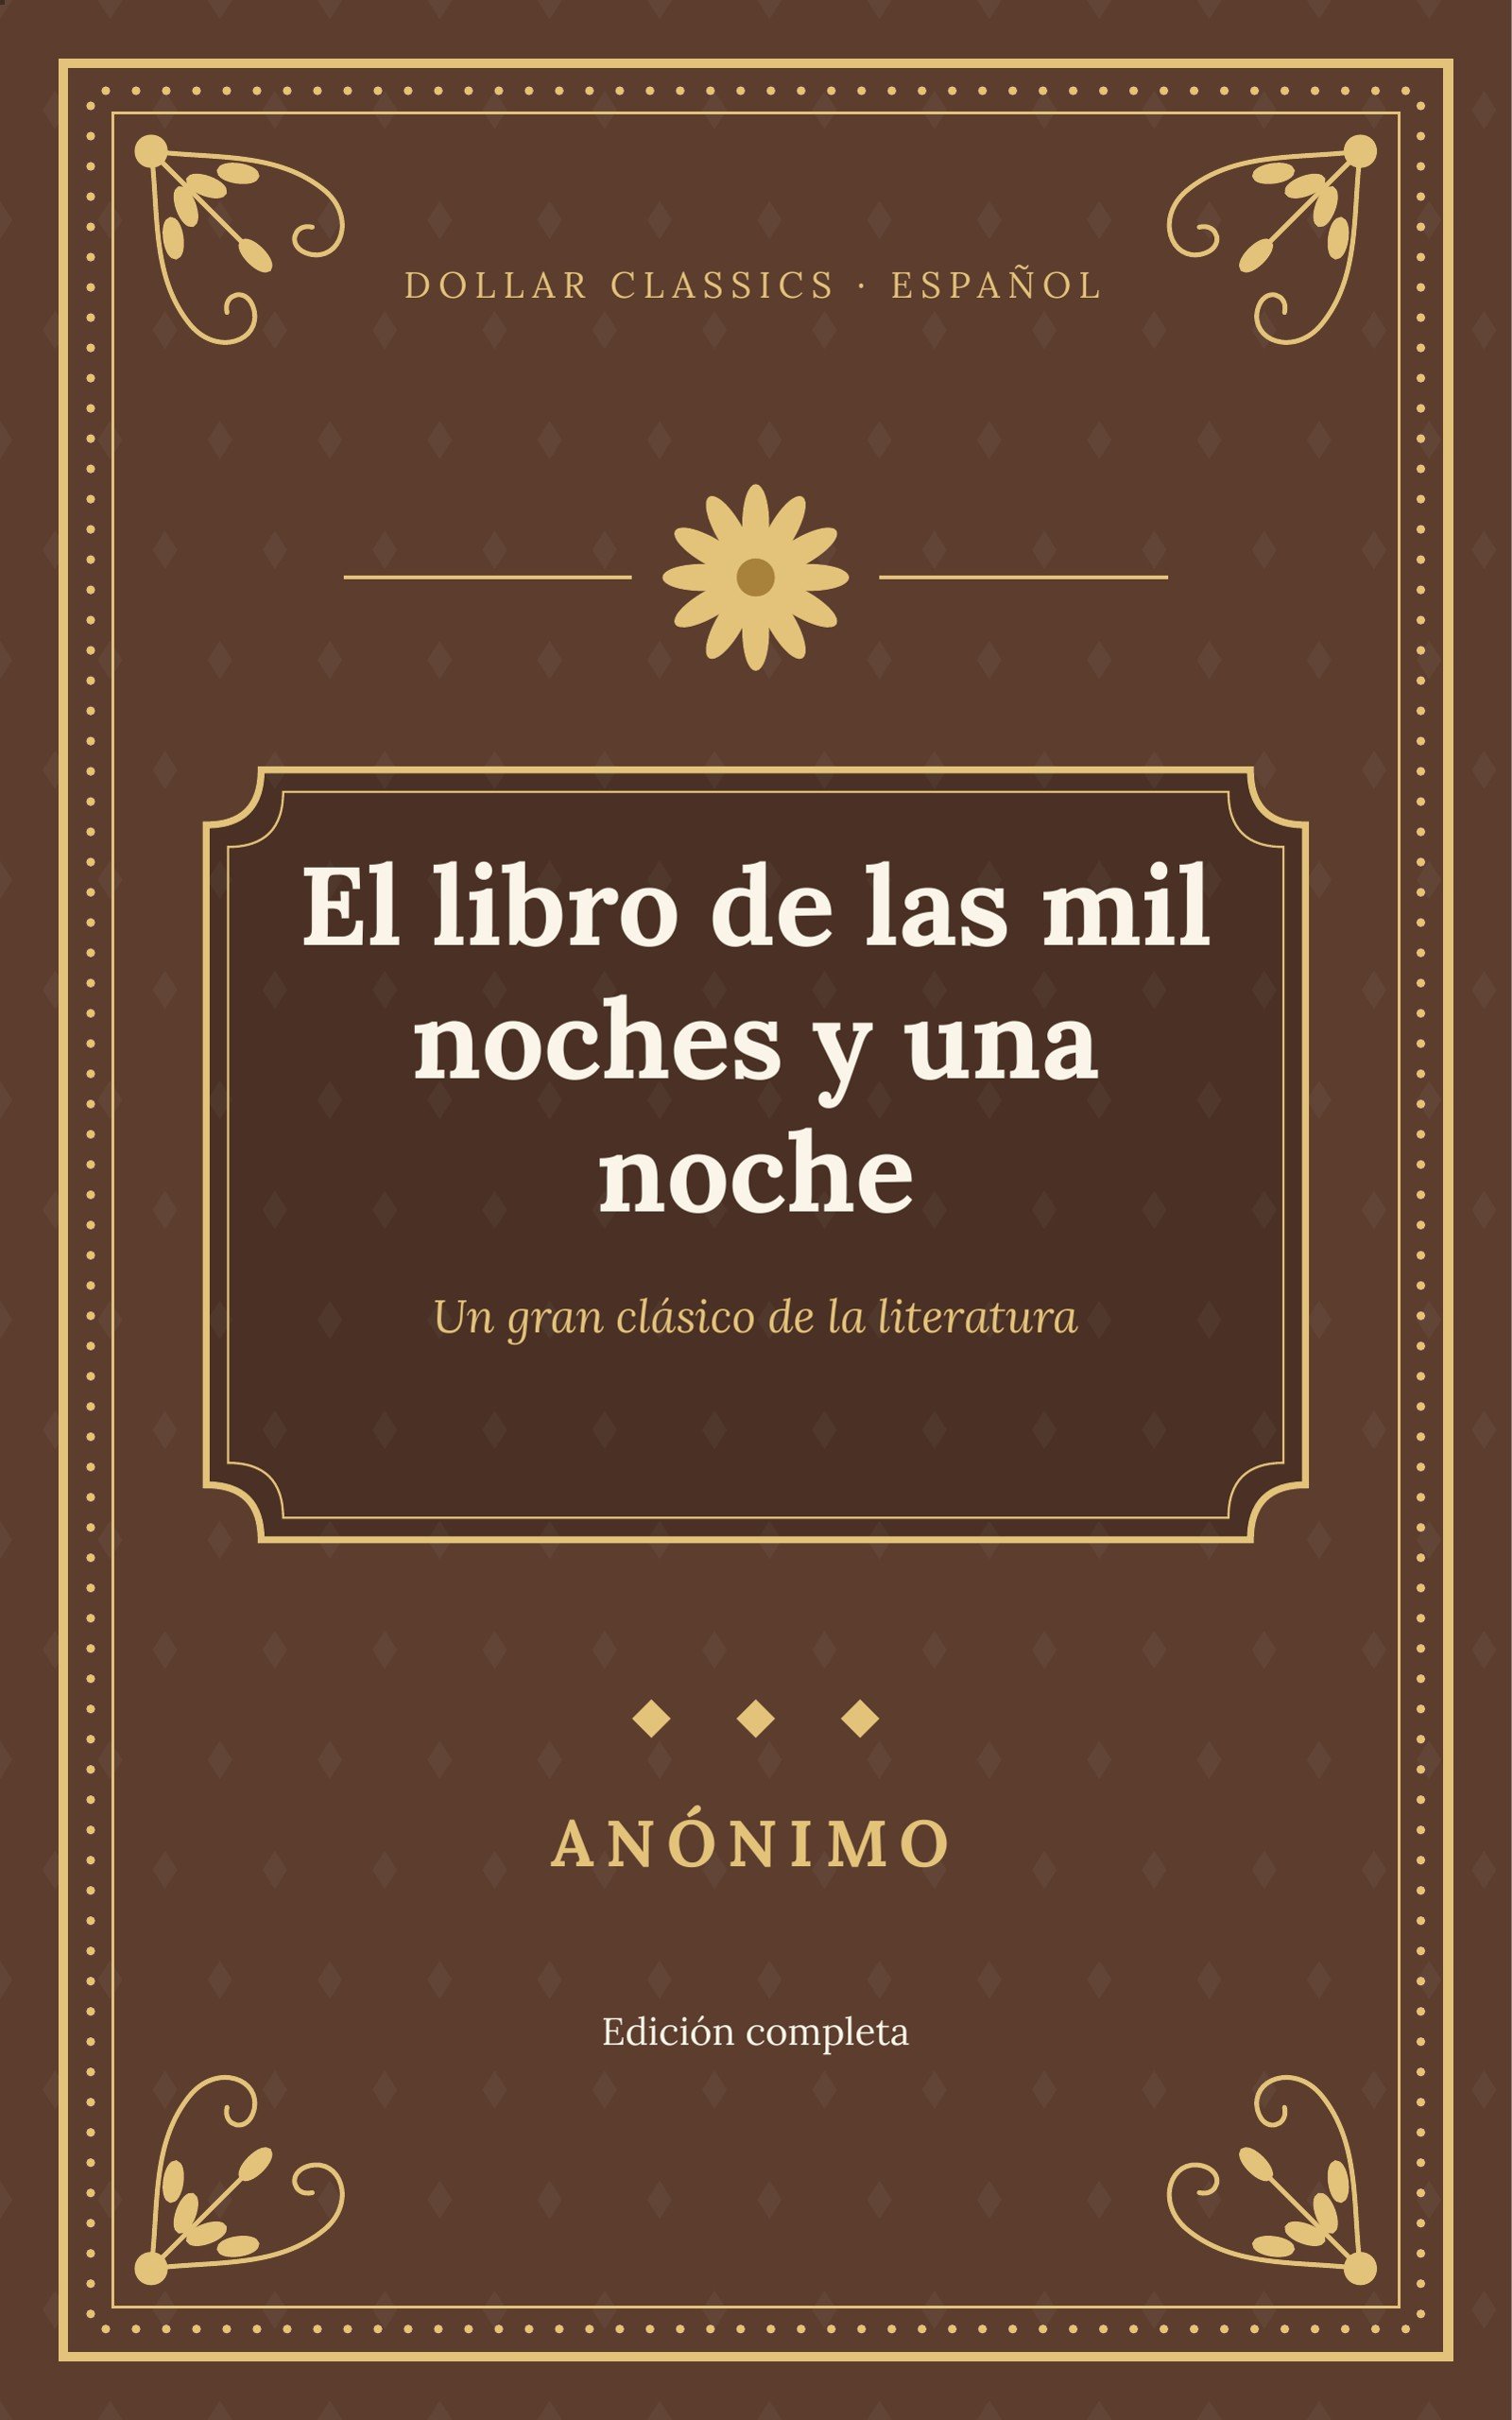 DOLLAR CLASSICS · ESPAÑOL
El libro de las mil
noches y una
noche
Un gran clásico de la literatura
ANÓNIMO
Edición completa